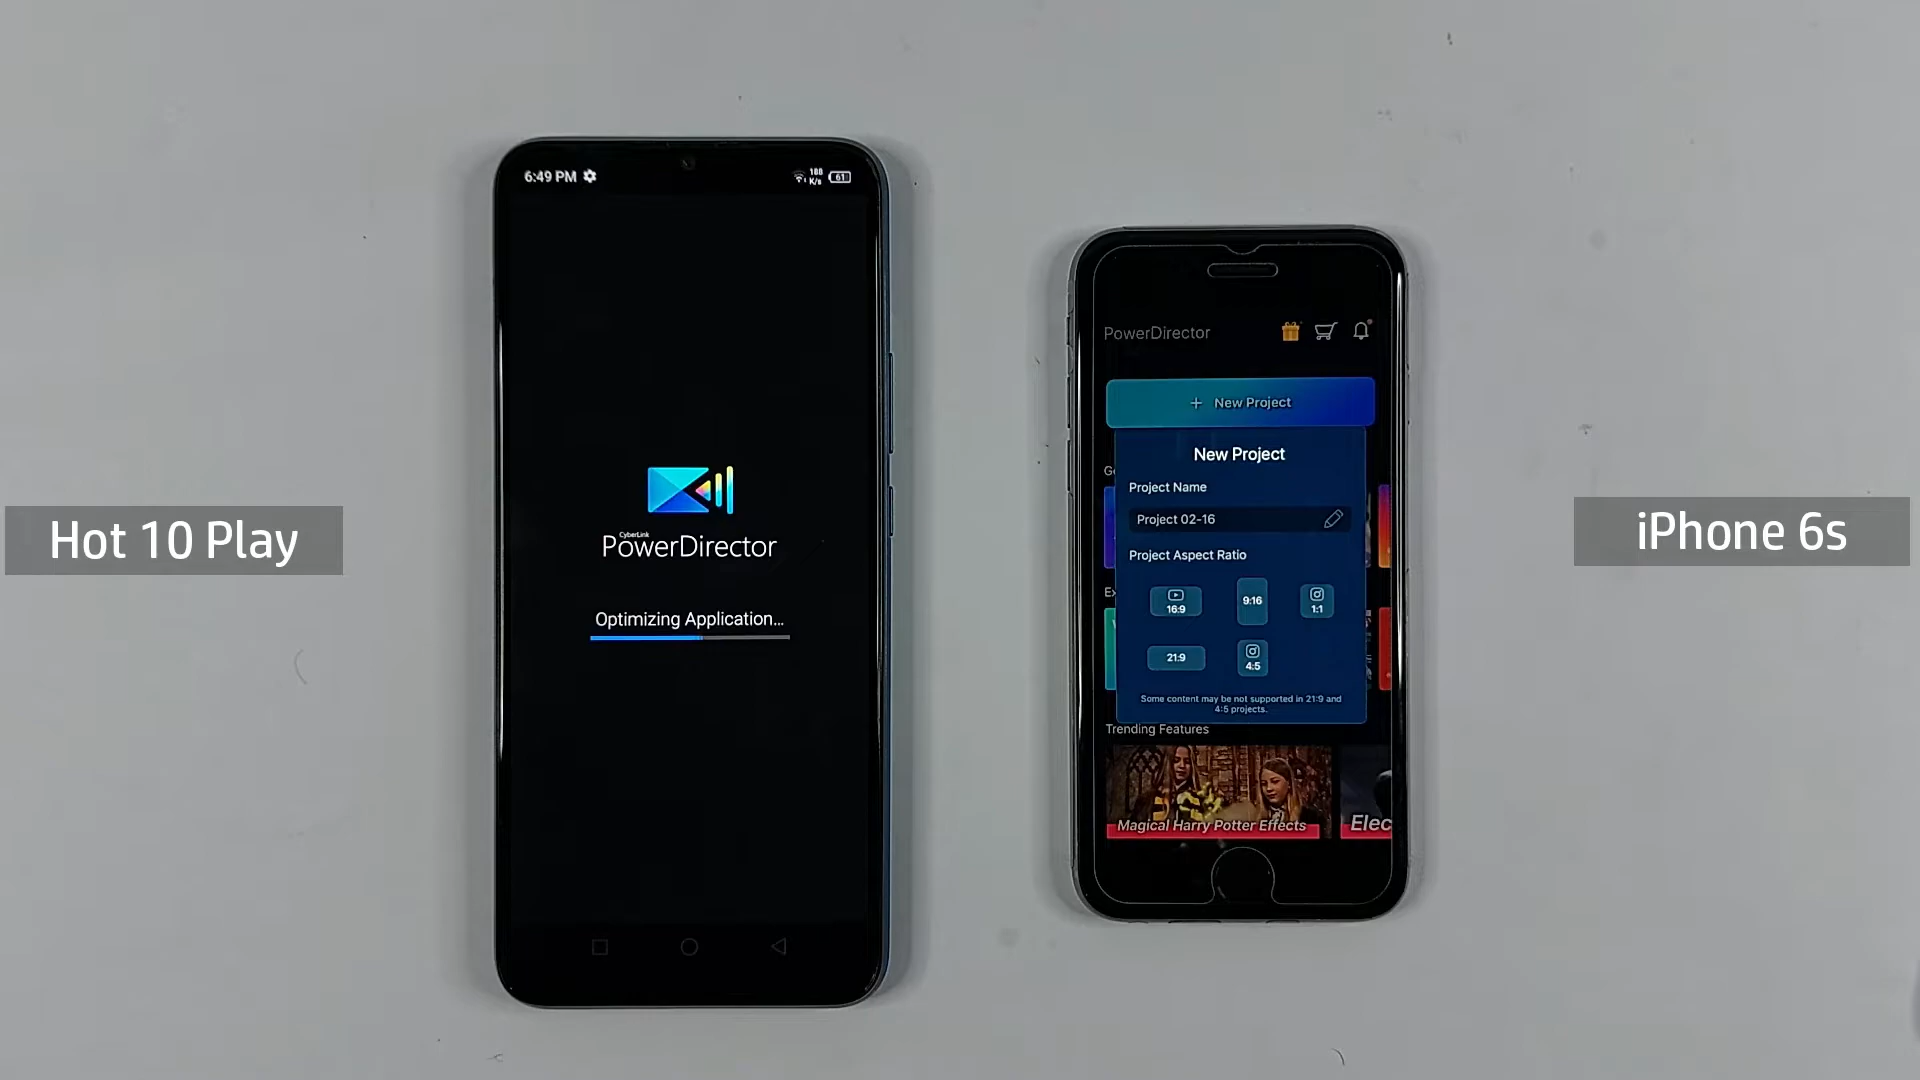 Hot 10 Play
6:49 PM
188
K/s
61
CyberLink
PowerDirector
Optimizing Application...
PowerDirector
+ New Project
New Project
Project Name
Project 02-16
Project Aspect Ratio
16:9
9:16
1:1
21:9
4:5
Some content may be not supported in 21:9 and
4:5 projects.
Trending Features
Magical Harry Potter Effects
Elec
iPhone 6s